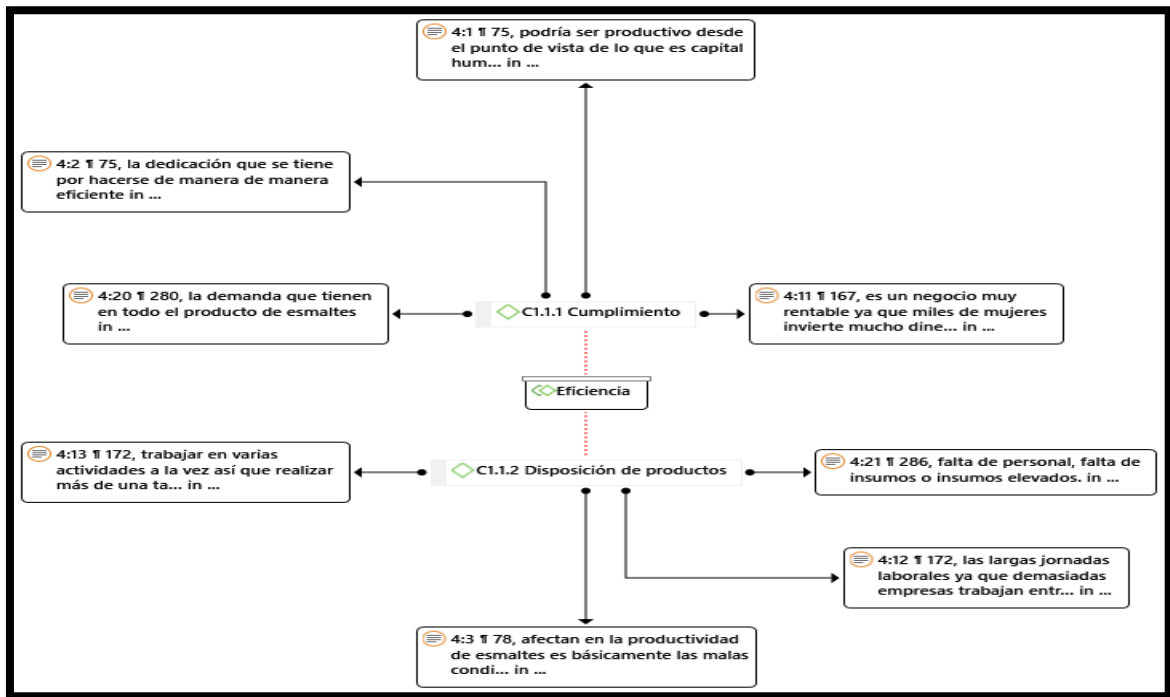 4:1 ¶ 75, podría ser productivo desde
el punto de vista de lo que es capital
hum... in ...
4:2 ¶ 75, la dedicación que se tiene
por hacerse de manera de manera
eficiente in ...
4:20 ¶ 280, la demanda que tienen
en todo el producto de esmaltes
in ...
C1.1.1 Cumplimiento
4:11 ¶ 167, es un negocio muy
rentable ya que miles de mujeres
invierte mucho dine... in ...
Eficiencia
4:13 ¶ 172, trabajar en varias
actividades a la vez así que realizar
más de una ta... in ...
C1.1.2 Disposición de productos
4:21 ¶ 286, falta de personal, falta de
insumos o insumos elevados. in ...
4:12 ¶ 172, las largas jornadas
laborales ya que demasiadas
empresas trabajan entr... in ...
4:3 ¶ 78, afectan en la productividad
de esmaltes es básicamente las malas
condi... in ...